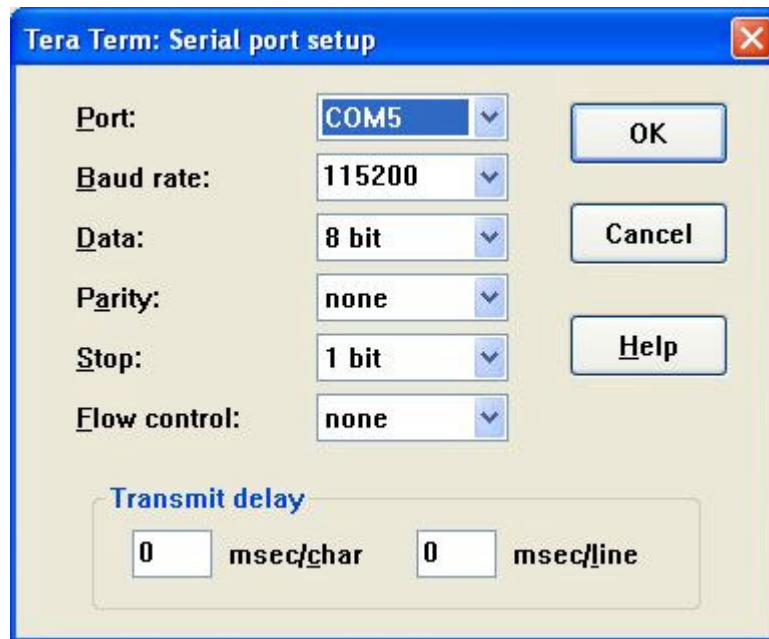 Tera Term: Serial port setup
Port: COM5 OK
Baud rate: 115200
Data: 8 bit Cancel
Parity: none
Stop: 1 bit Help
Flow control: none
Transmit delay
0 msec/char 0 msec/line